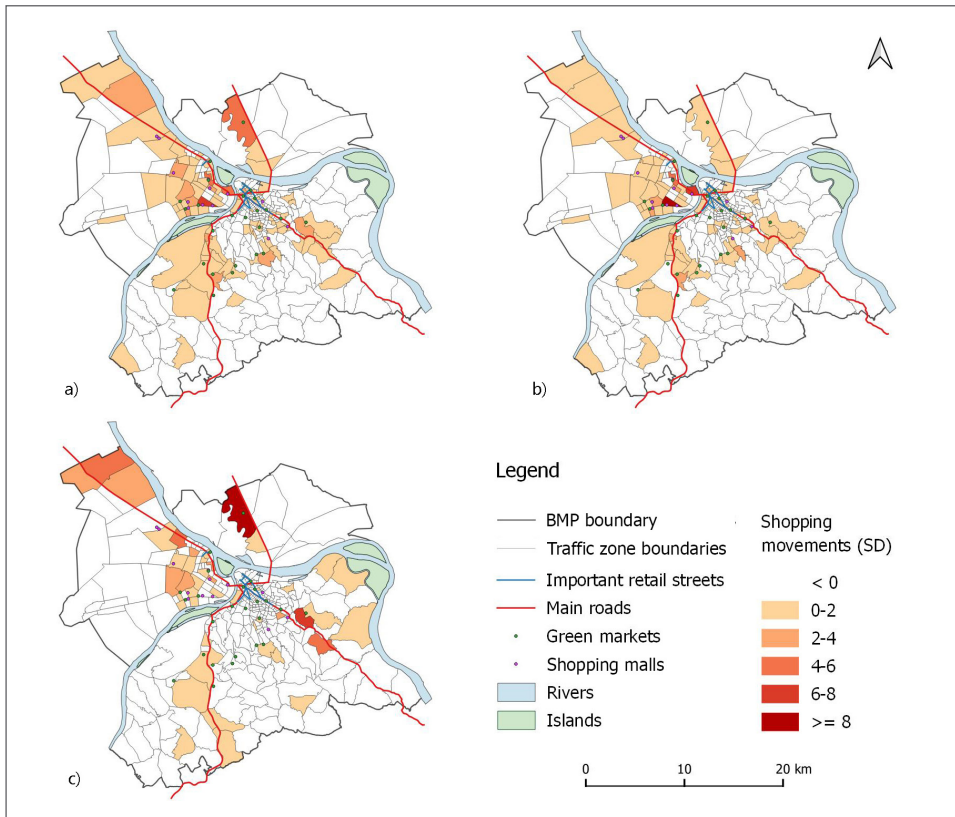 a)
b)
c)
Legend
BMP boundary
Traffic zone boundaries
Important retail streets
Main roads
Green markets
Shopping malls
Rivers
Islands
Shopping
movements (SD)
< 0
0-2
2-4
4-6
6-8
>= 8
0 10 20 km